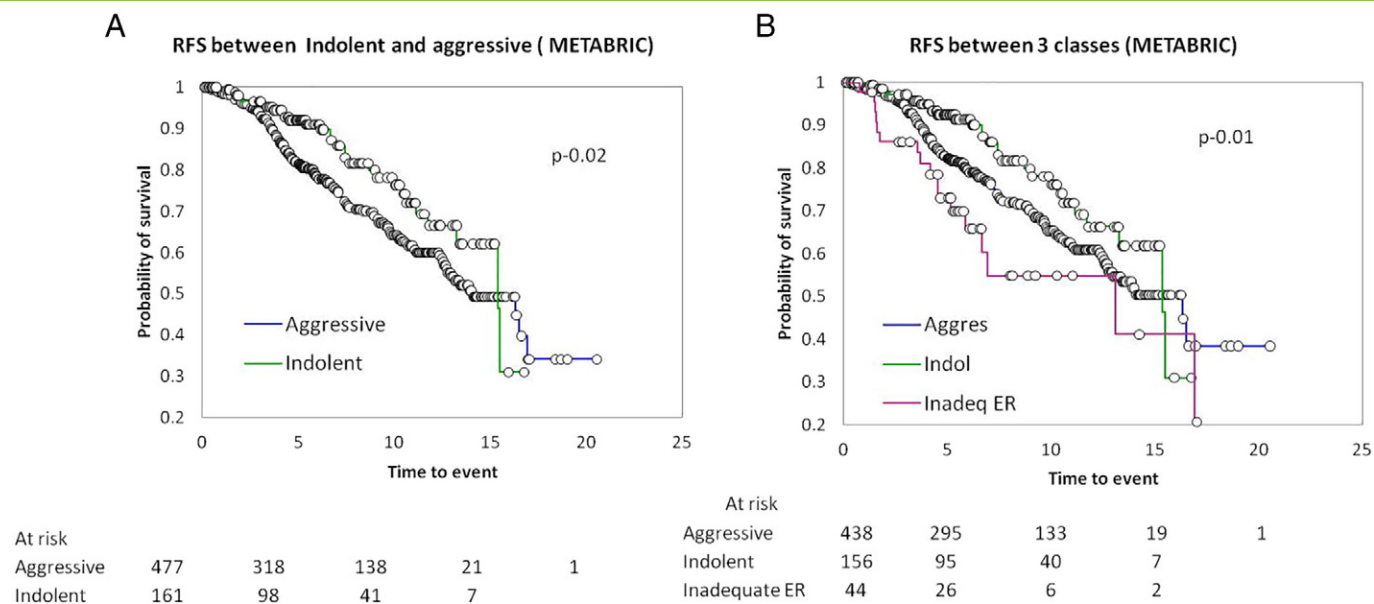 A
RFS between Indolent and aggressive ( METABRIC)
1
0.9
0.8
0.7
0.6
0.5
0.4
0.3
0.2
Probability of survival
p-0.02
Aggressive
Indolent
0 5 10 15 20 25
Time to event
At risk
Aggressive 477 318 138 21 1
Indolent 161 98 41 7
B
RFS between 3 classes (METABRIC)
1
0.9
0.8
0.7
0.6
0.5
0.4
0.3
0.2
Probability of survival
p-0.01
Aggres
Indol
Inadeq ER
0 5 10 15 20 25
Time to event
At risk
Aggressive 438 295 133 19 1
Indolent 156 95 40 7
Inadequate ER 44 26 6 2